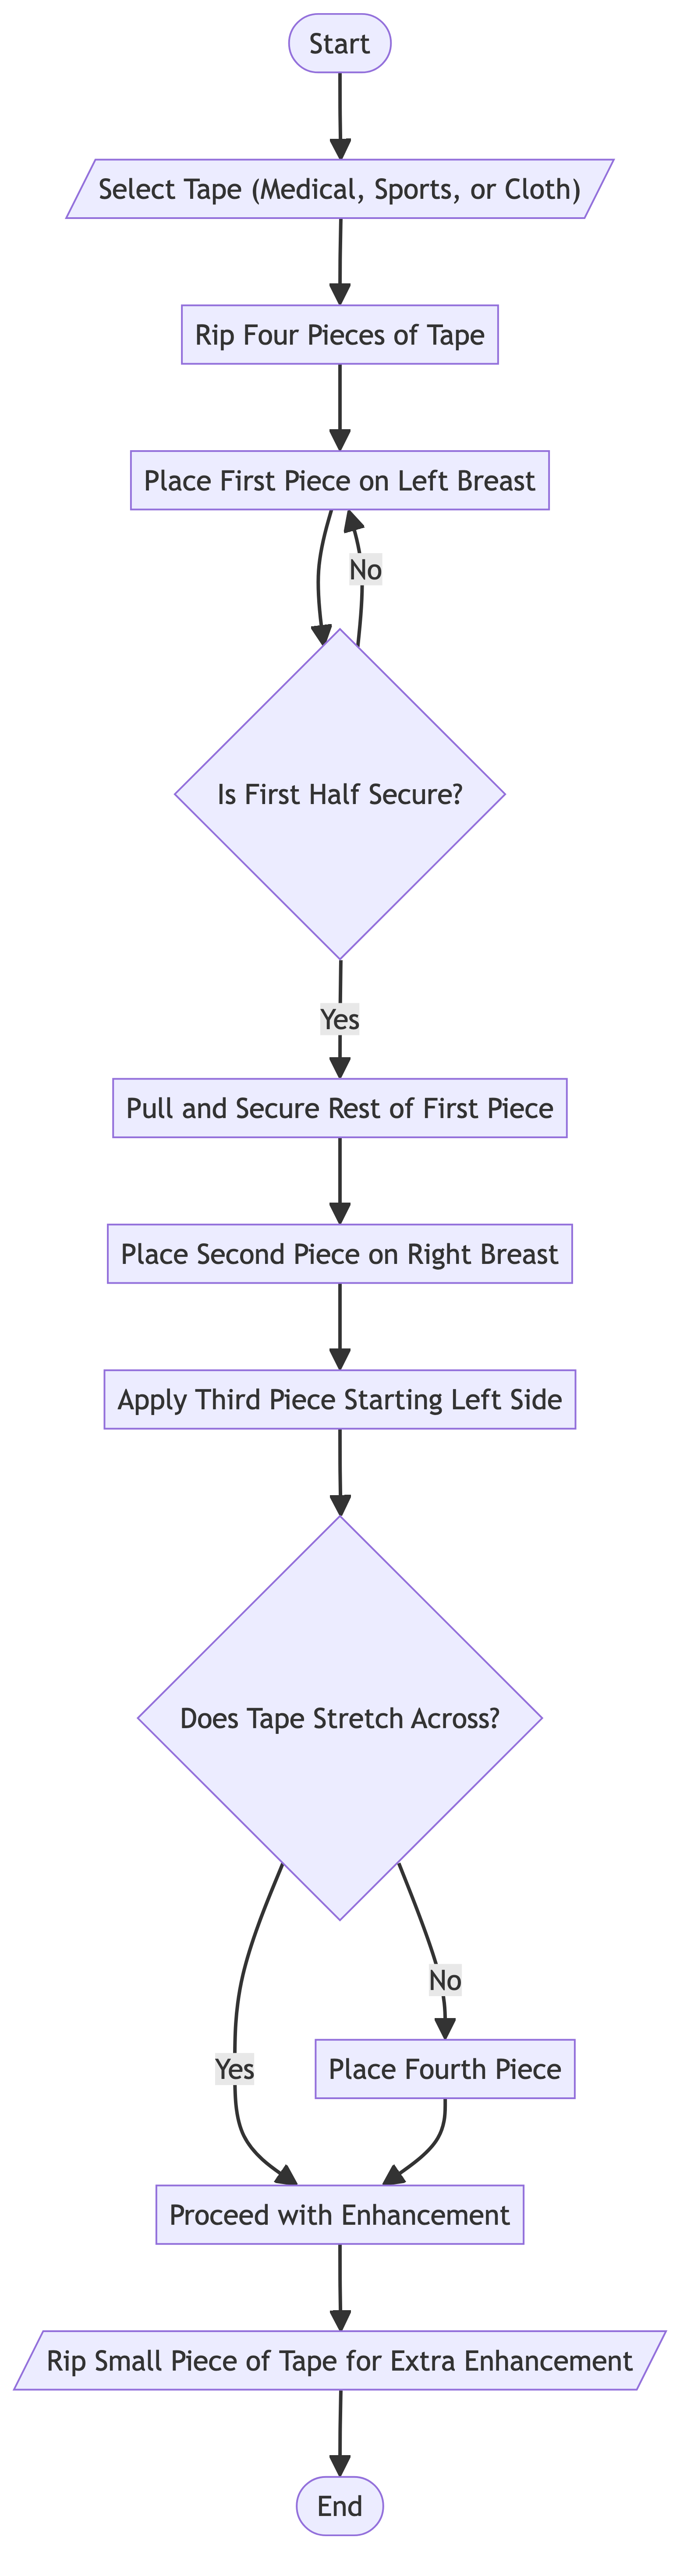 Start
Select Tape (Medical, Sports, or Cloth)
Rip Four Pieces of Tape
Place First Piece on Left Breast
No
Is First Half Secure?
Yes
Pull and Secure Rest of First Piece
Place Second Piece on Right Breast
Apply Third Piece Starting Left Side
Does Tape Stretch Across?
No
Yes
Place Fourth Piece
Proceed with Enhancement
Rip Small Piece of Tape for Extra Enhancement
End